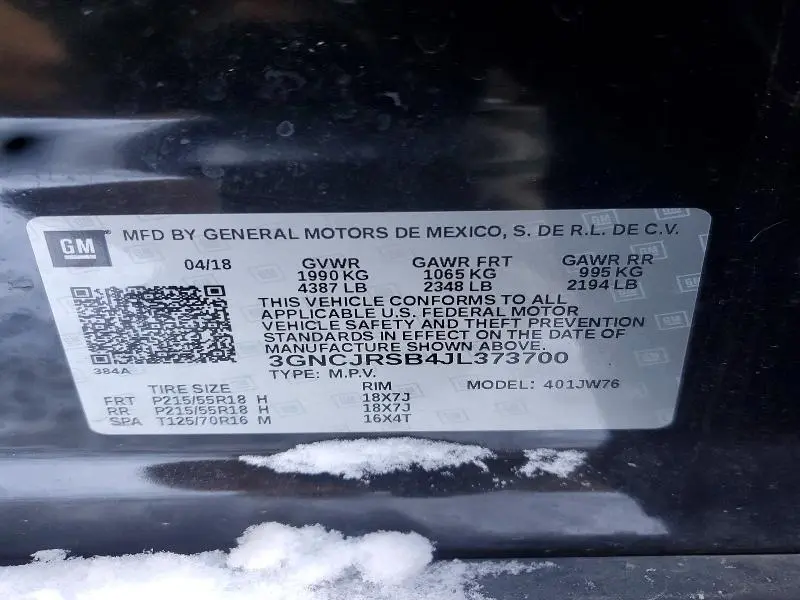 GM MFD BY GENERAL MOTORS DE MEXICO, S. DE R.L. DE C.V.
04/18 GVWR GAWR FRT GAWR RR
1990 KG 1065 KG 995 KG
4387 LB 2348 LB 2194 LB
THIS VEHICLE CONFORMS TO ALL
APPLICABLE U.S. FEDERAL MOTOR
VEHICLE SAFETY AND THEFT PREVENTION
STANDARDS IN EFFECT ON THE DATE OF
MANUFACTURE SHOWN ABOVE.
3GNCJRSB4JL373700
384A
TYPE: M.P.V. MODEL: 401JW76
TIRE SIZE RIM
FRT P215/55R18 H 18X7J
RR P215/55R18 H 18X7J
SPA T125/70R16 M 16X4T